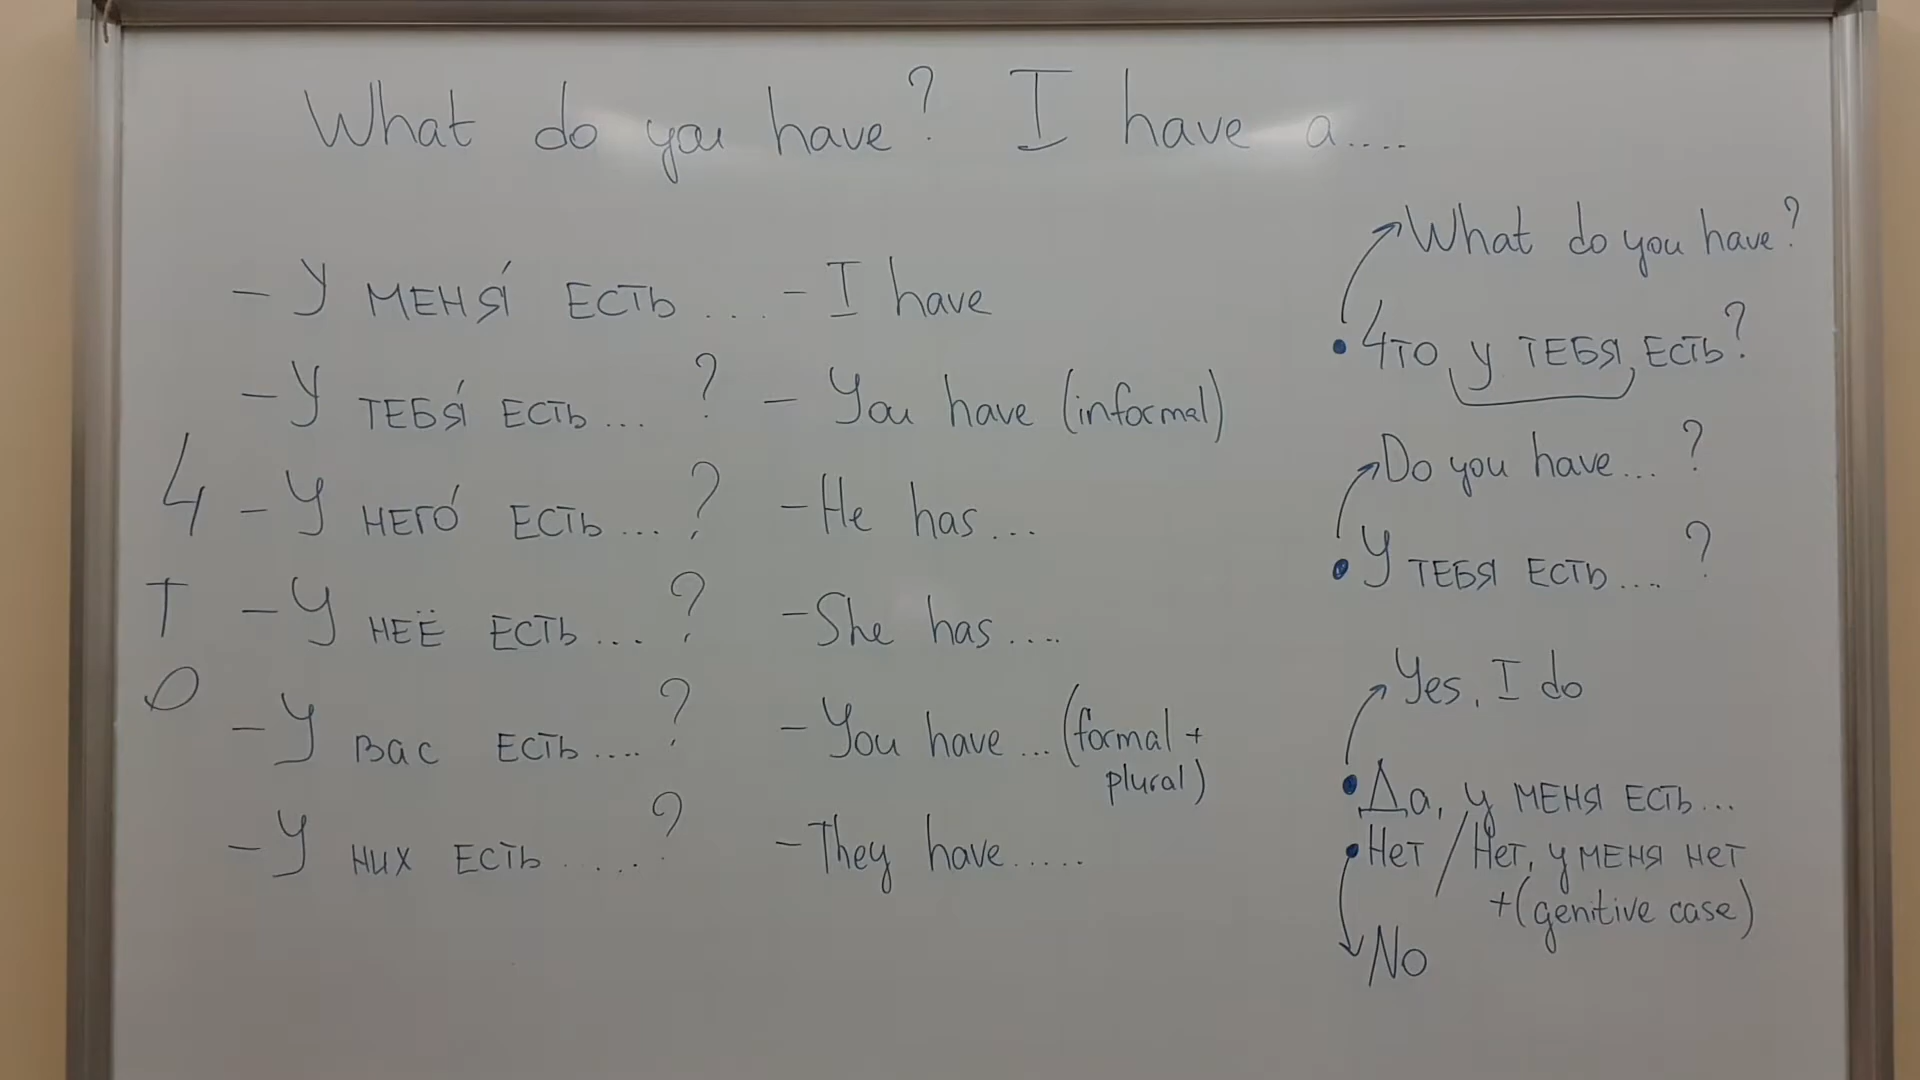 What do you have? I have a....
- У меня́ есть ... - I have
- У тебя́ есть ... ? - You have (informal)
- У него́ есть ... ? - He has ...
- У неё есть ... ? - She has ....
- У вас есть .... ? - You have ... (formal +
plural)
- У них есть ..... ? - They have .....
Ч
Т
О
What do you have?
• Что у тебя есть?
Do you have ... ?
• У тебя есть .... ?
Yes, I do
• Да, у меня есть ...
• Нет / Нет, у меня нет
+(genitive case)
No